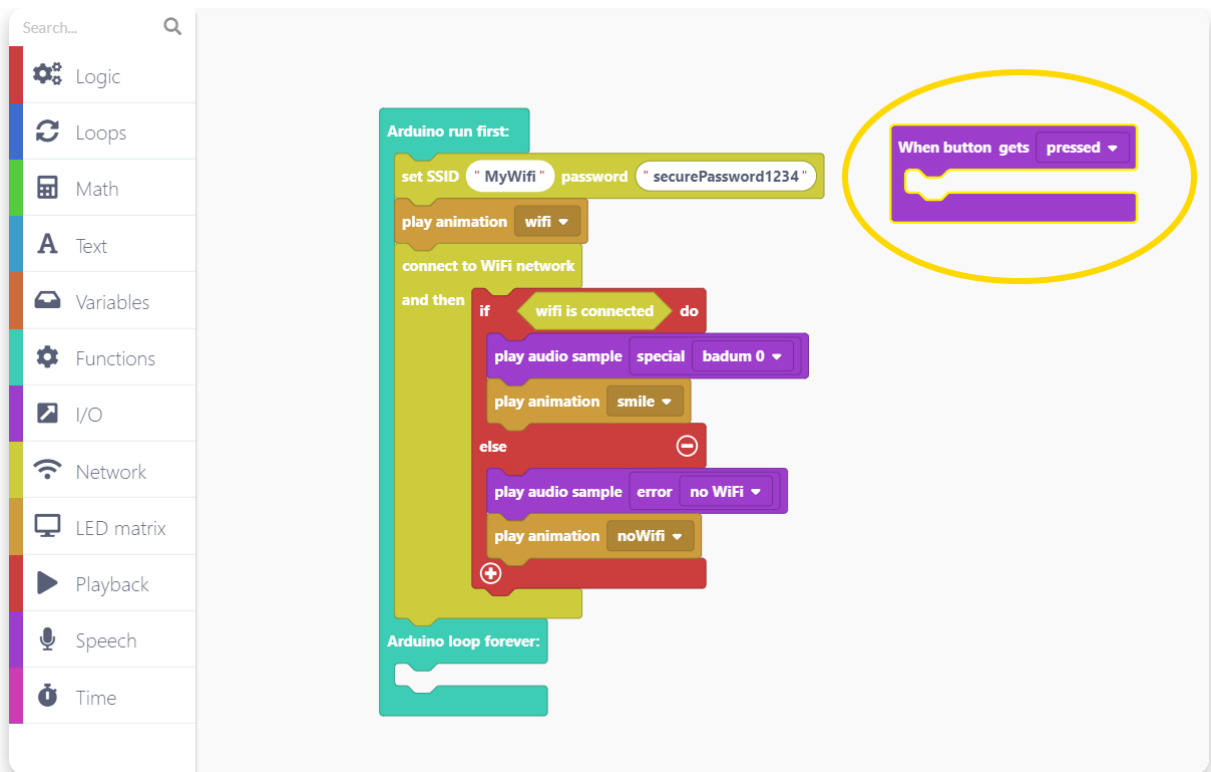 Search...
Logic
Loops
Math
Text
Variables
Functions
I/O
Network
LED matrix
Playback
Speech
Time
Arduino run first:
set SSID " MyWifi " password " securePassword1234 "
play animation wifi
connect to WiFi network
and then if wifi is connected do
play audio sample special badum 0
play animation smile
else
play audio sample error no WiFi
play animation noWifi
Arduino loop forever:
When button gets pressed